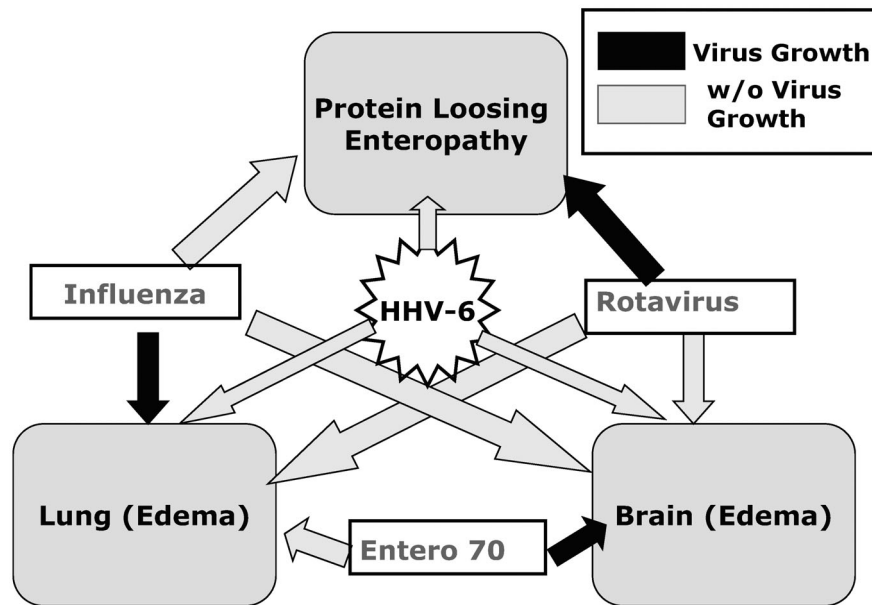 Virus Growth
w/o Virus
Growth
Protein Loosing
Enteropathy
Influenza
HHV-6
Rotavirus
Lung (Edema)
Entero 70
Brain (Edema)